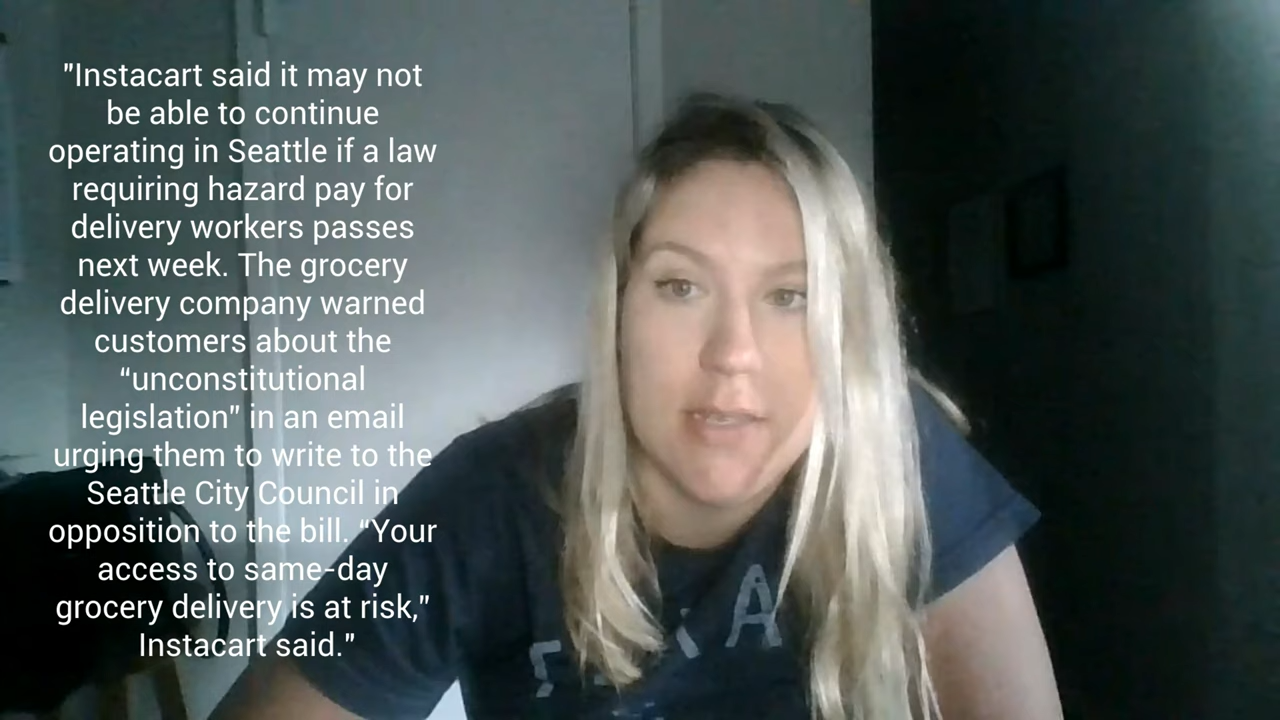 "Instacart said it may not
be able to continue
operating in Seattle if a law
requiring hazard pay for
delivery workers passes
next week. The grocery
delivery company warned
customers about the
“unconstitutional
legislation" in an email
urging them to write to the
Seattle City Council in
opposition to the bill. “Your
access to same-day
grocery delivery is at risk,”
Instacart said."